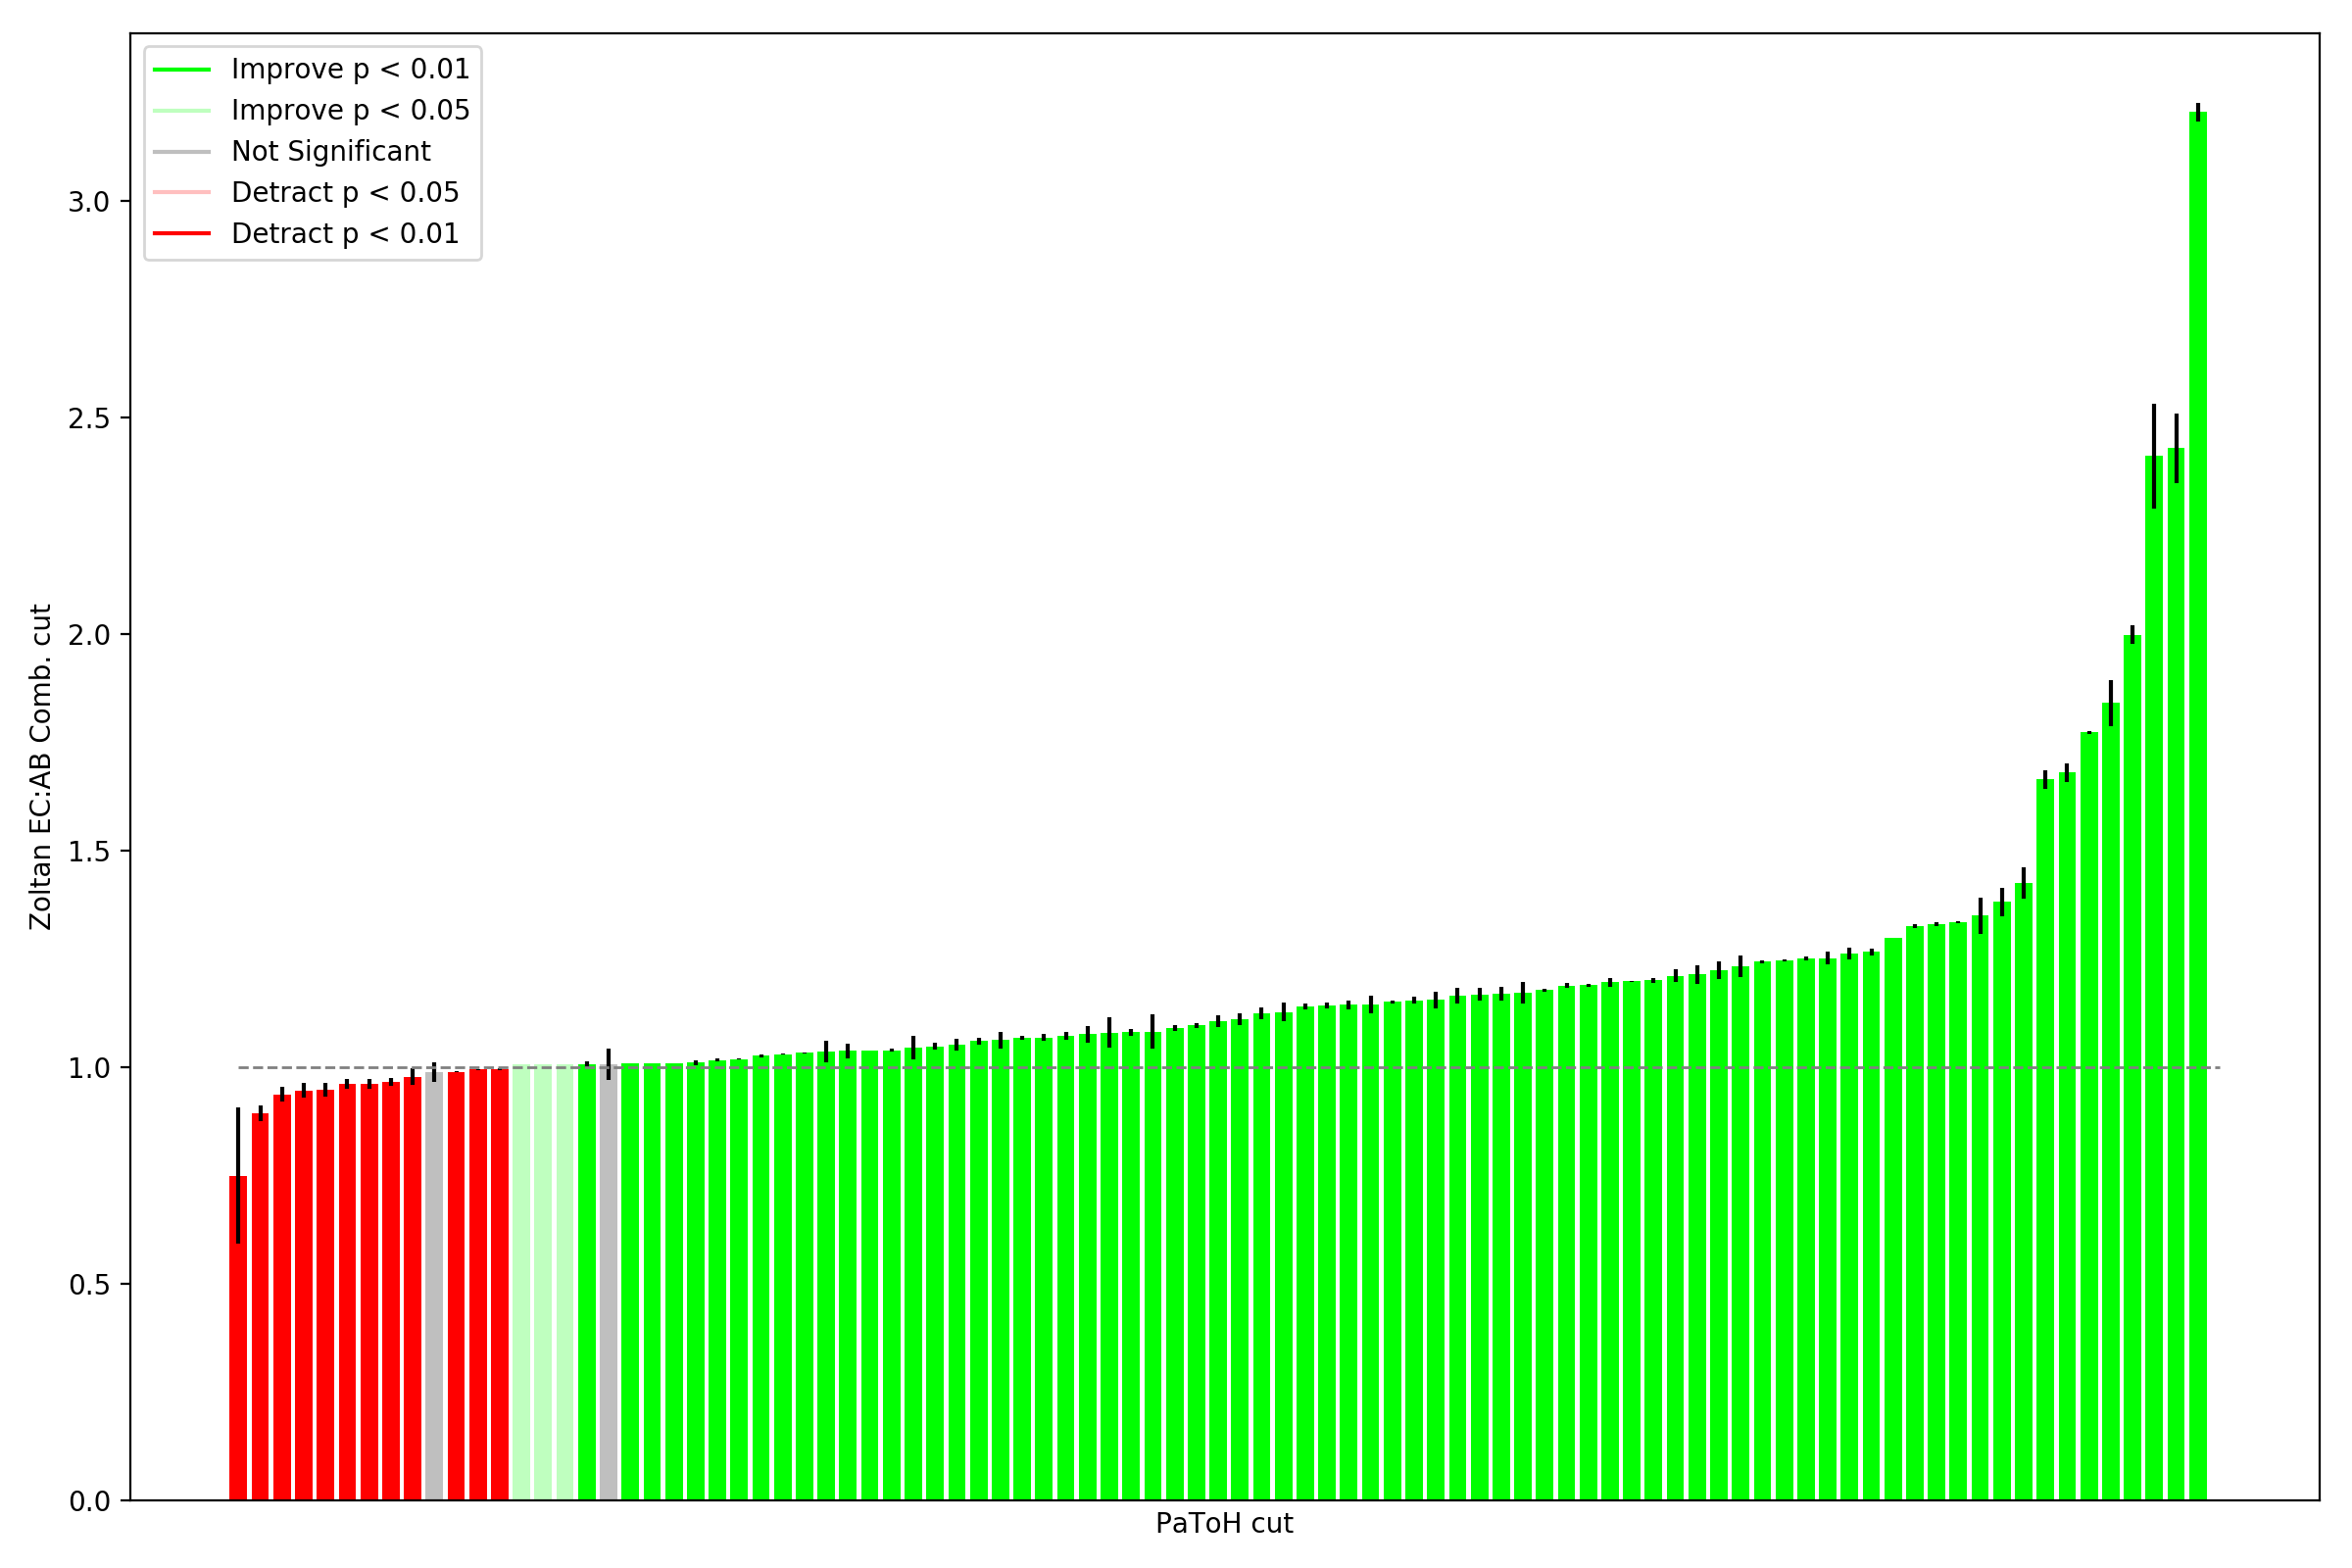 Improve p < 0.01
Improve p < 0.05
Not Significant
Detract p < 0.05
Detract p < 0.01
3.0
2.5
2.0
1.5
1.0
0.5
0.0
Zoltan EC:AB Comb. cut
PaToH cut